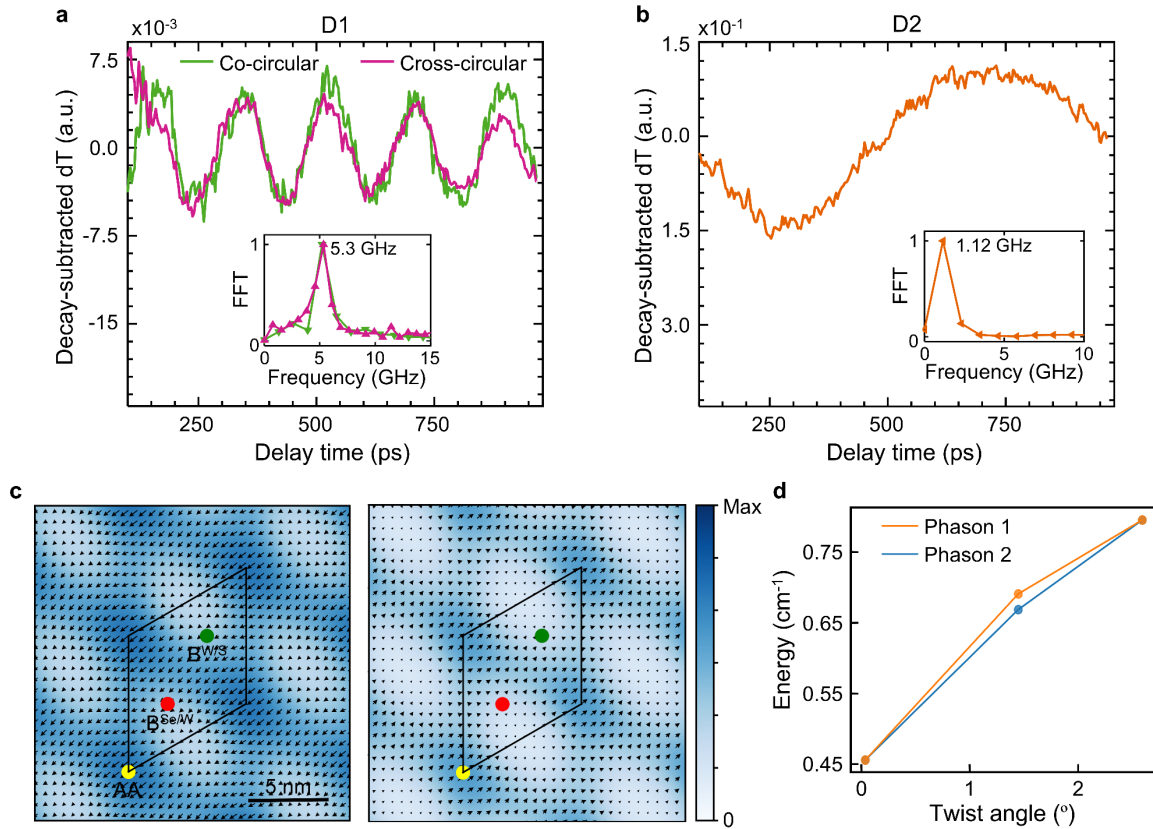 a
D1
x10⁻³
Co-circular
Cross-circular
7.5
0.0
-7.5
-15
Decay-subtracted dT (a.u.)
250
500
750
Delay time (ps)
1
0
FFT
5.3 GHz
0
5
10
15
Frequency (GHz)
b
D2
x10⁻¹
1.5
0.0
1.5
3.0
Decay-subtracted dT (a.u.)
250
500
750
Delay time (ps)
1
0
FFT
1.12 GHz
0
5
10
Frequency (GHz)
c
B^W/S
B^Se/W
AA
5 nm
Max
0
d
Phason 1
Phason 2
0.75
0.65
0.55
0.45
Energy (cm⁻¹)
0
1
2
Twist angle (º)